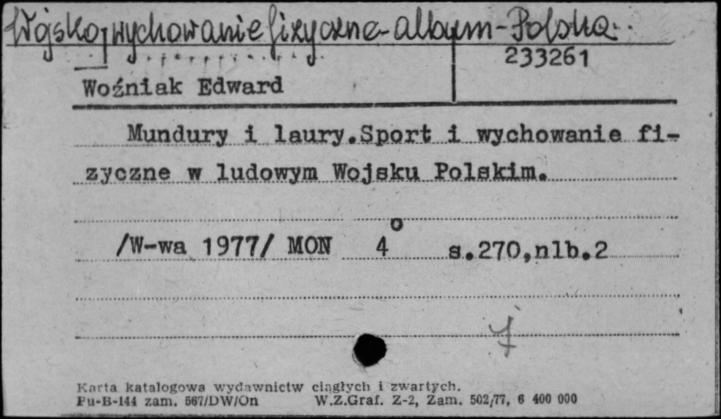 Wojsko, wychowanie fizyczne - album - Polska.
233261
Woźniak Edward
Mundury i laury.Sport i wychowanie fi-
zyczne w ludowym Wojsku Polskim.
/W-wa 1977/ MON 4° s.270,nlb.2
7
Karta katalogowa wydawnictw ciągłych i zwartych.
Pu-B-144 zam. 567/DW/On W.Z.Graf. Z-2, Zam. 502/77, 6 400 000